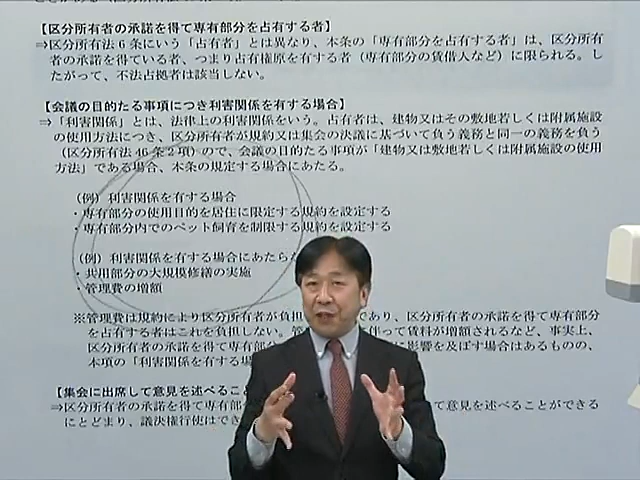 【区分所有者の承諾を得て専有部分を占有する者】
⇒区分所有法6条にいう「占有者」とは異なり、本条の「専有部分を占有する者」は、区分所有
者の承諾を得ている者、つまり占有権原を有する者（専有部分の賃借人など）に限られる。し
たがって、不法占拠者は該当しない。
【会議の目的たる事項につき利害関係を有する場合】
⇒「利害関係」とは、法律上の利害関係をいう。占有者は、建物又はその敷地若しくは附属施設
の使用方法につき、区分所有者が規約又は集会の決議に基づいて負う義務と同一の義務を負う
（区分所有法46条2項）ので、会議の目的たる事項が「建物又は敷地若しくは附属施設の使用
方法」である場合、本条の規定する場合にあたる。
（例）利害関係を有する場合
・専有部分の使用目的を居住に限定する規約を設定する
・専有部分内でのペット飼育を制限する規約を設定する
（例）利害関係を有する場合にあたらな
・共用部分の大規模修繕の実施
・管理費の増額
※管理費は規約により区分所有者が負担 であり、区分所有者の承諾を得て専有部分
を占有する者はこれを負担しない。管 伴って賃料が増額されるなど、事実上、
区分所有者の承諾を得て専有部 に影響を及ぼす場合はあるものの、
本項の「利害関係を有する場
【集会に出席して意見を述べるこ
⇒区分所有者の承諾を得て専有部 て意見を述べることができる
にとどまり、議決権行使はでき